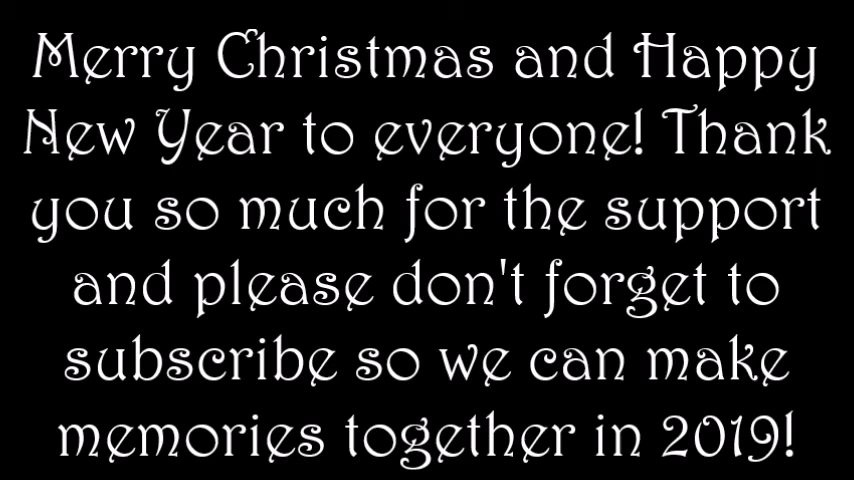 Merry Christmas and Happy
New Year to everyone! Thank
you so much for the support
and please don't forget to
subscribe so we can make
memories together in 2019!